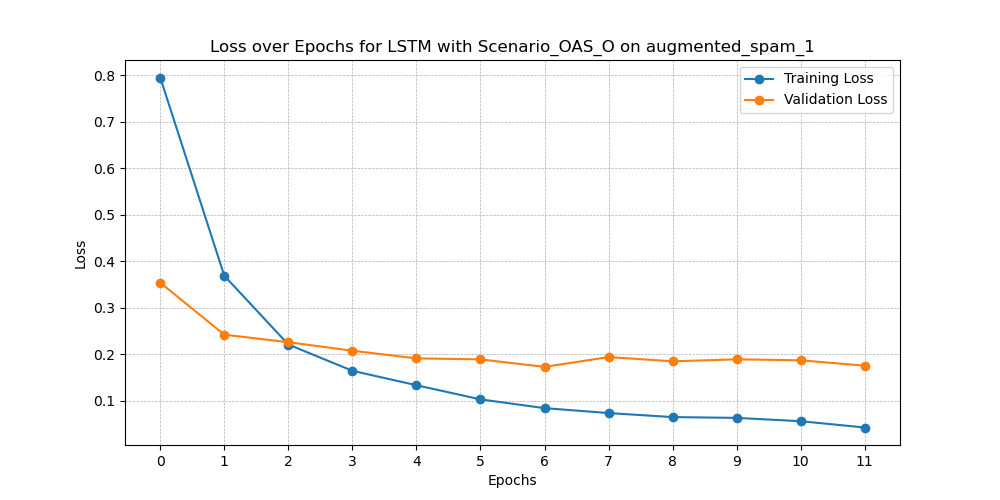 Loss over Epochs for LSTM with Scenario_OAS_O on augmented_spam_1
Training Loss
Validation Loss
0.8
0.7
0.6
0.5
0.4
0.3
0.2
0.1
Loss
0 1 2 3 4 5 6 7 8 9 10 11
Epochs